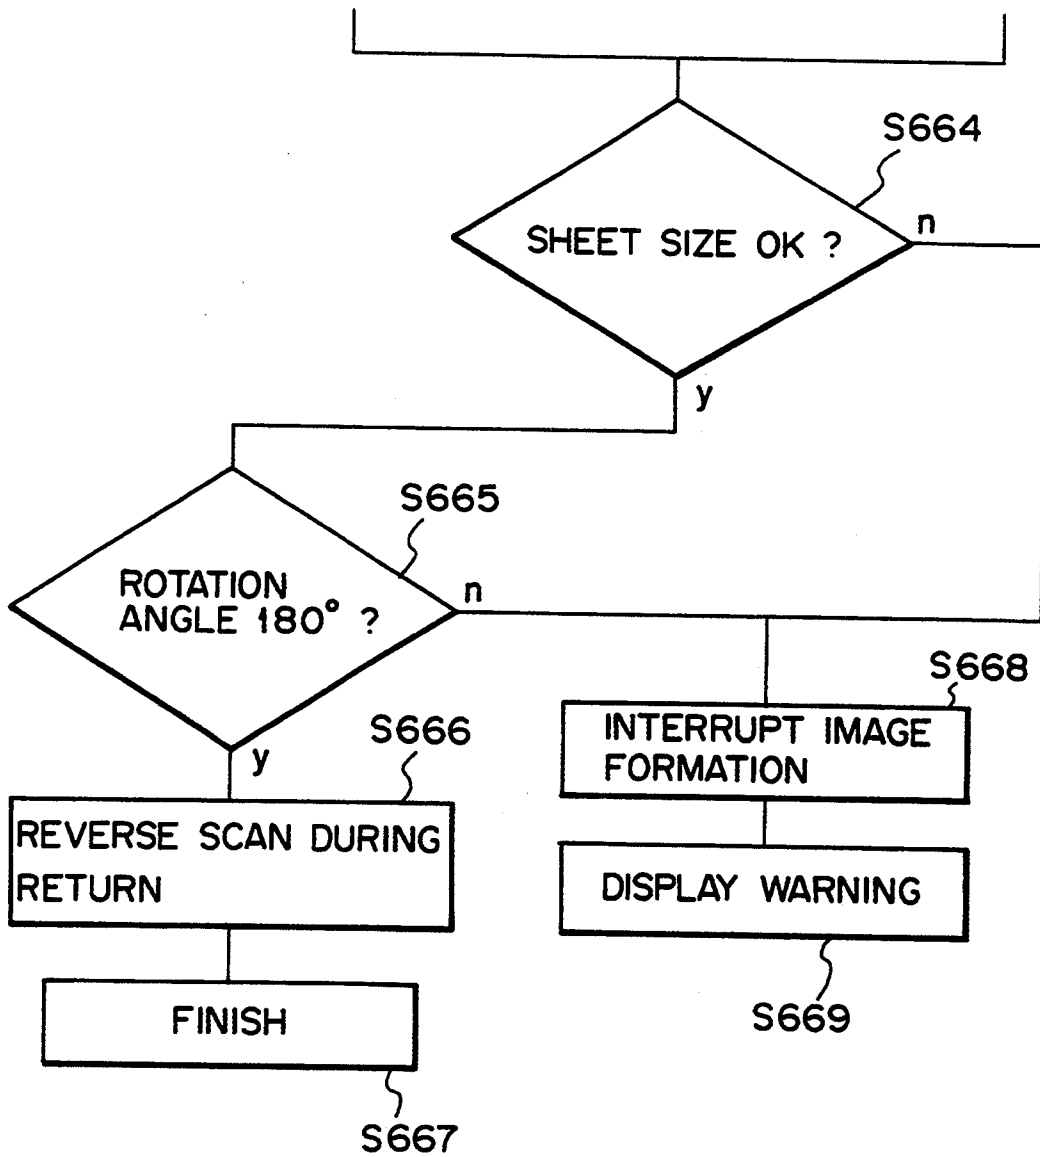 S664
SHEET SIZE OK ?
n
y
S665
ROTATION
ANGLE 180° ?
n
y
S668
INTERRUPT IMAGE
FORMATION
S666
REVERSE SCAN DURING
RETURN
DISPLAY WARNING
S669
FINISH
S667